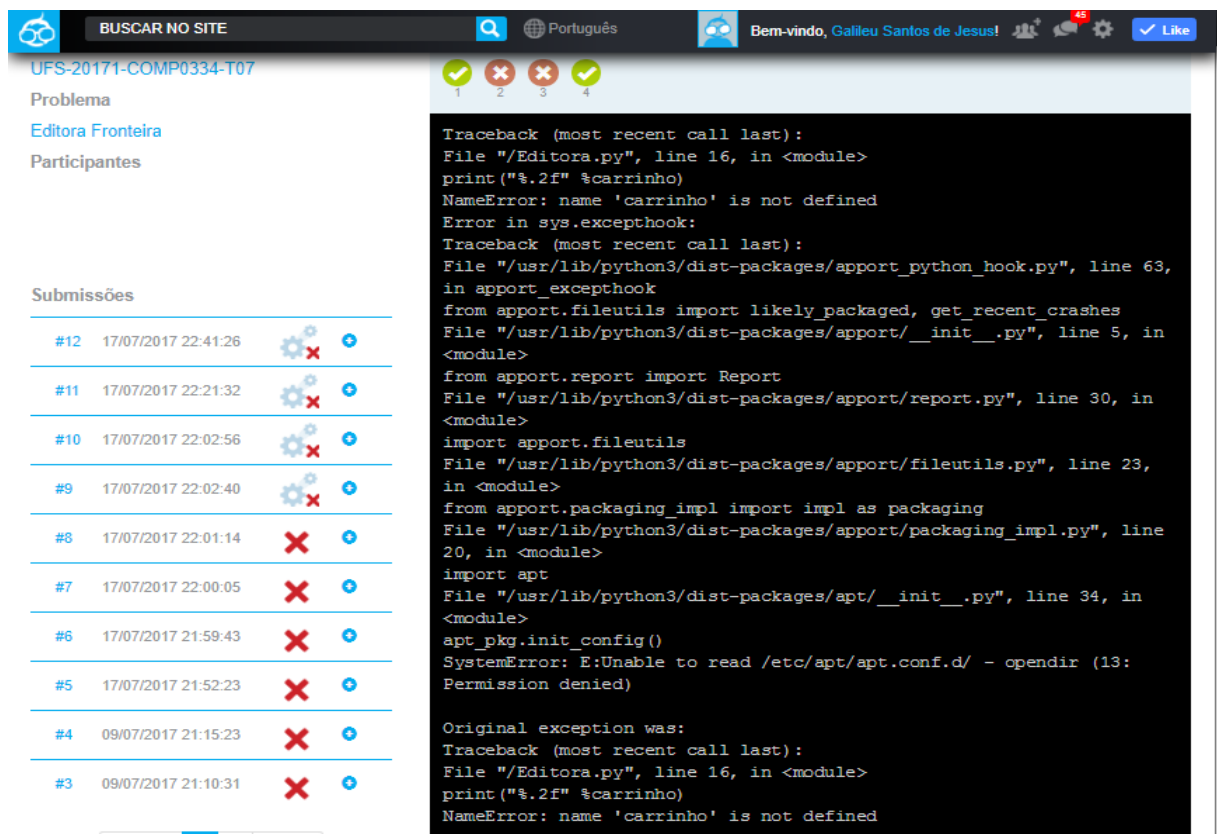 BUSCAR NO SITE
Português
Bem-vindo, Galileu Santos de Jesus!
45
Like
UFS-20171-COMP0334-T07
Problema
Editora Fronteira
Participantes
Submissões
#12 17/07/2017 22:41:26
#11 17/07/2017 22:21:32
#10 17/07/2017 22:02:56
#9 17/07/2017 22:02:40
#8 17/07/2017 22:01:14
#7 17/07/2017 22:00:05
#6 17/07/2017 21:59:43
#5 17/07/2017 21:52:23
#4 09/07/2017 21:15:23
#3 09/07/2017 21:10:31
1 2 3 4
Traceback (most recent call last):
File "/Editora.py", line 16, in <module>
print("%.2f" %carrinho)
NameError: name 'carrinho' is not defined
Error in sys.excepthook:
Traceback (most recent call last):
File "/usr/lib/python3/dist-packages/apport_python_hook.py", line 63,
in apport_excepthook
from apport.fileutils import likely_packaged, get_recent_crashes
File "/usr/lib/python3/dist-packages/apport/__init__.py", line 5, in
<module>
from apport.report import Report
File "/usr/lib/python3/dist-packages/apport/report.py", line 30, in
<module>
import apport.fileutils
File "/usr/lib/python3/dist-packages/apport/fileutils.py", line 23,
in <module>
from apport.packaging_impl import impl as packaging
File "/usr/lib/python3/dist-packages/apport/packaging_impl.py", line
20, in <module>
import apt
File "/usr/lib/python3/dist-packages/apt/__init__.py", line 34, in
<module>
apt_pkg.init_config()
SystemError: E:Unable to read /etc/apt/apt.conf.d/ - opendir (13:
Permission denied)
Original exception was:
Traceback (most recent call last):
File "/Editora.py", line 16, in <module>
print("%.2f" %carrinho)
NameError: name 'carrinho' is not defined